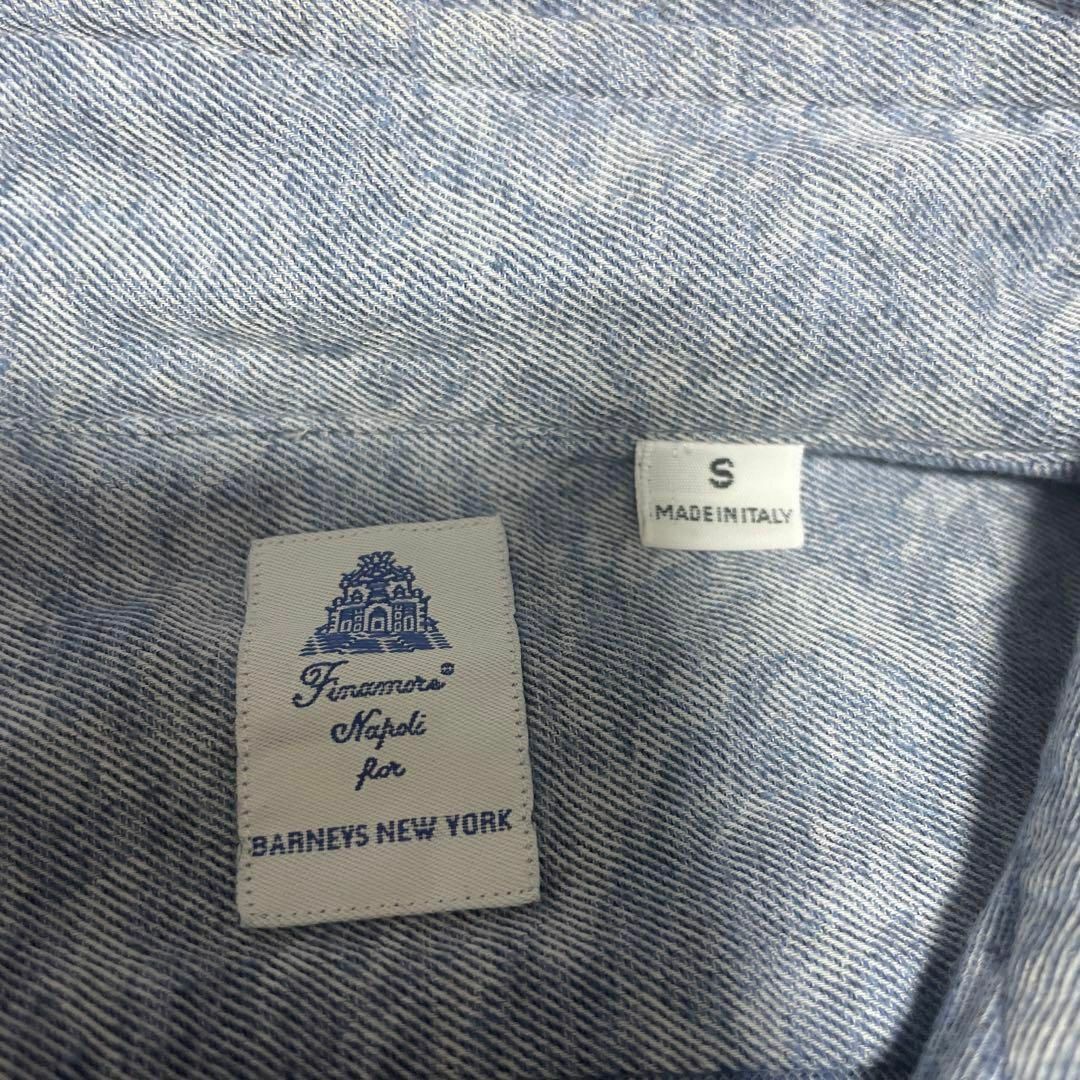 S
MADE IN ITALY
Finamore
Napoli
for
BARNEYS NEW YORK